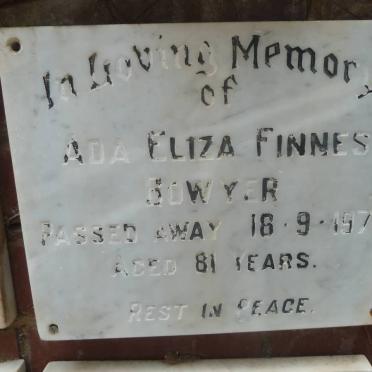 In Loving Memory
of
ADA ELIZA FINNES
BOWYER
PASSED AWAY 18·9·197
AGED 81 YEARS.
REST IN PEACE.